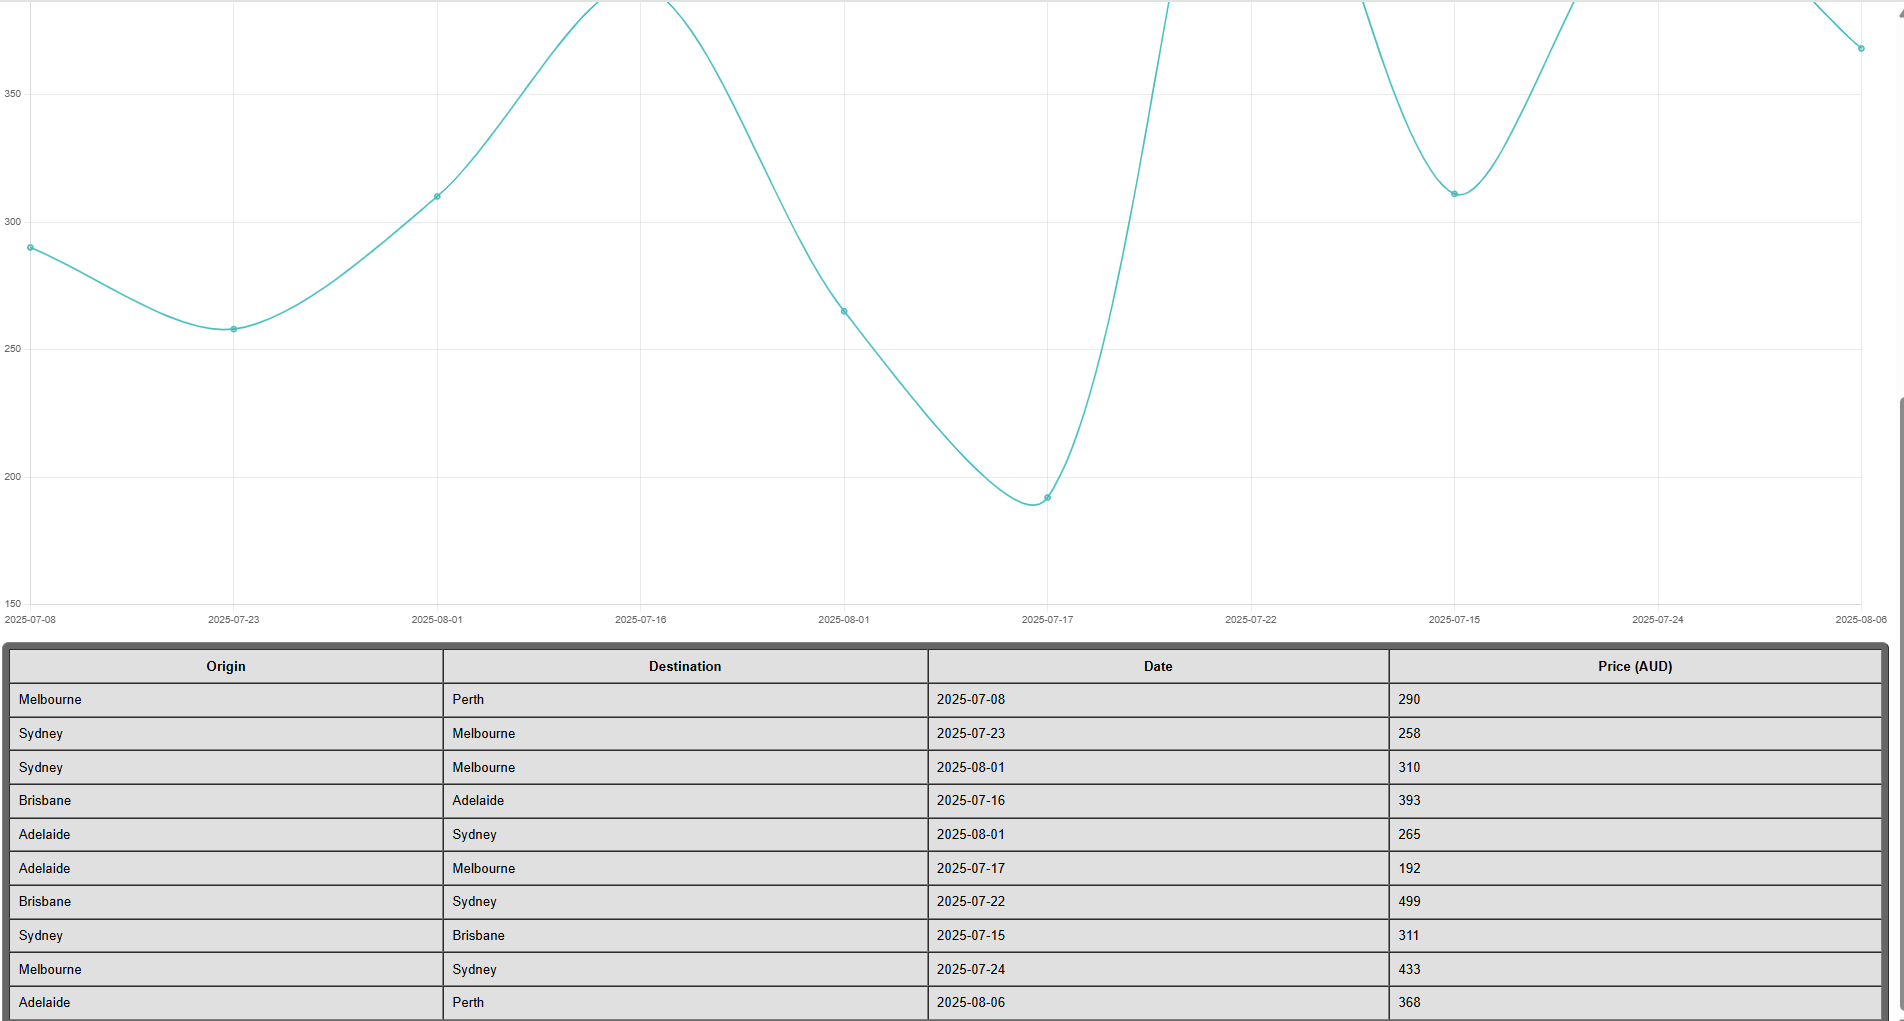 350
300
250
200
150
2025-07-08 2025-07-23 2025-08-01 2025-07-16 2025-08-01 2025-07-17 2025-07-22 2025-07-15 2025-07-24 2025-08-06
Origin Destination Date Price (AUD)
Melbourne Perth 2025-07-08 290
Sydney Melbourne 2025-07-23 258
Sydney Melbourne 2025-08-01 310
Brisbane Adelaide 2025-07-16 393
Adelaide Sydney 2025-08-01 265
Adelaide Melbourne 2025-07-17 192
Brisbane Sydney 2025-07-22 499
Sydney Brisbane 2025-07-15 311
Melbourne Sydney 2025-07-24 433
Adelaide Perth 2025-08-06 368